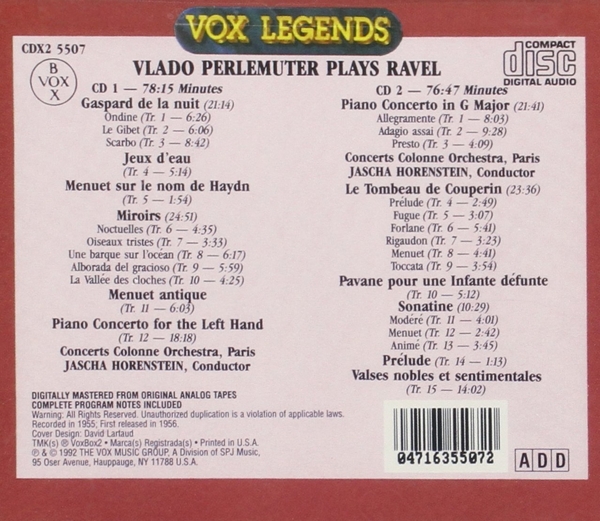 VOX LEGENDS
CDX2 5507
B
VOX
X
COMPACT
disc
DIGITAL AUDIO
VLADO PERLEMUTER PLAYS RAVEL
CD 1 — 78:15 Minutes
Gaspard de la nuit (21:14)
Ondine (Tr. 1 — 6:26)
Le Gibet (Tr. 2 — 6:06)
Scarbo (Tr. 3 — 8:42)
Jeux d'eau
(Tr. 4 — 5:14)
Menuet sur le nom de Haydn
(Tr. 5 — 1:54)
Miroirs (24:51)
Noctuelles (Tr. 6 — 4:35)
Oiseaux tristes (Tr. 7 — 3:33)
Une barque sur l'océan (Tr. 8 — 6:17)
Alborada del gracioso (Tr. 9 — 5:59)
La Vallée des cloches (Tr. 10 — 4:25)
Menuet antique
(Tr. 11 — 6:03)
Piano Concerto for the Left Hand
(Tr. 12 — 18:18)
Concerts Colonne Orchestra, Paris
JASCHA HORENSTEIN, Conductor
CD 2 — 76:47 Minutes
Piano Concerto in G Major (21:41)
Allegramente (Tr. 1 — 8:03)
Adagio assai (Tr. 2 — 9:28)
Presto (Tr. 3 — 4:09)
Concerts Colonne Orchestra, Paris
JASCHA HORENSTEIN, Conductor
Le Tombeau de Couperin (23:36)
Prélude (Tr. 4 — 2:49)
Fugue (Tr. 5 — 3:07)
Forlane (Tr. 6 — 5:41)
Rigaudon (Tr. 7 — 3:23)
Menuet (Tr. 8 — 4:41)
Toccata (Tr. 9 — 3:54)
Pavane pour une Infante défunte
(Tr. 10 — 5:12)
Sonatine (10:29)
Modéré (Tr. 11 — 4:01)
Menuet (Tr. 12 — 2:42)
Animé (Tr. 13 — 3:45)
Prélude (Tr. 14 — 1:13)
Valses nobles et sentimentales
(Tr. 15 — 14:02)
DIGITALLY MASTERED FROM ORIGINAL ANALOG TAPES
COMPLETE PROGRAM NOTES INCLUDED
Warning: All Rights Reserved. Unauthorized duplication is a violation of applicable laws.
Recorded in 1955; First released in 1956.
Cover Design: David Lartaud
TMK(s) ® VoxBox2 • Marca(s) Registrada(s) • Printed in U.S.A.
℗ & © 1992 THE VOX MUSIC GROUP, A Division of SPJ Music,
95 Oser Avenue, Hauppauge, NY 11788 U.S.A.
04716355072
A D D